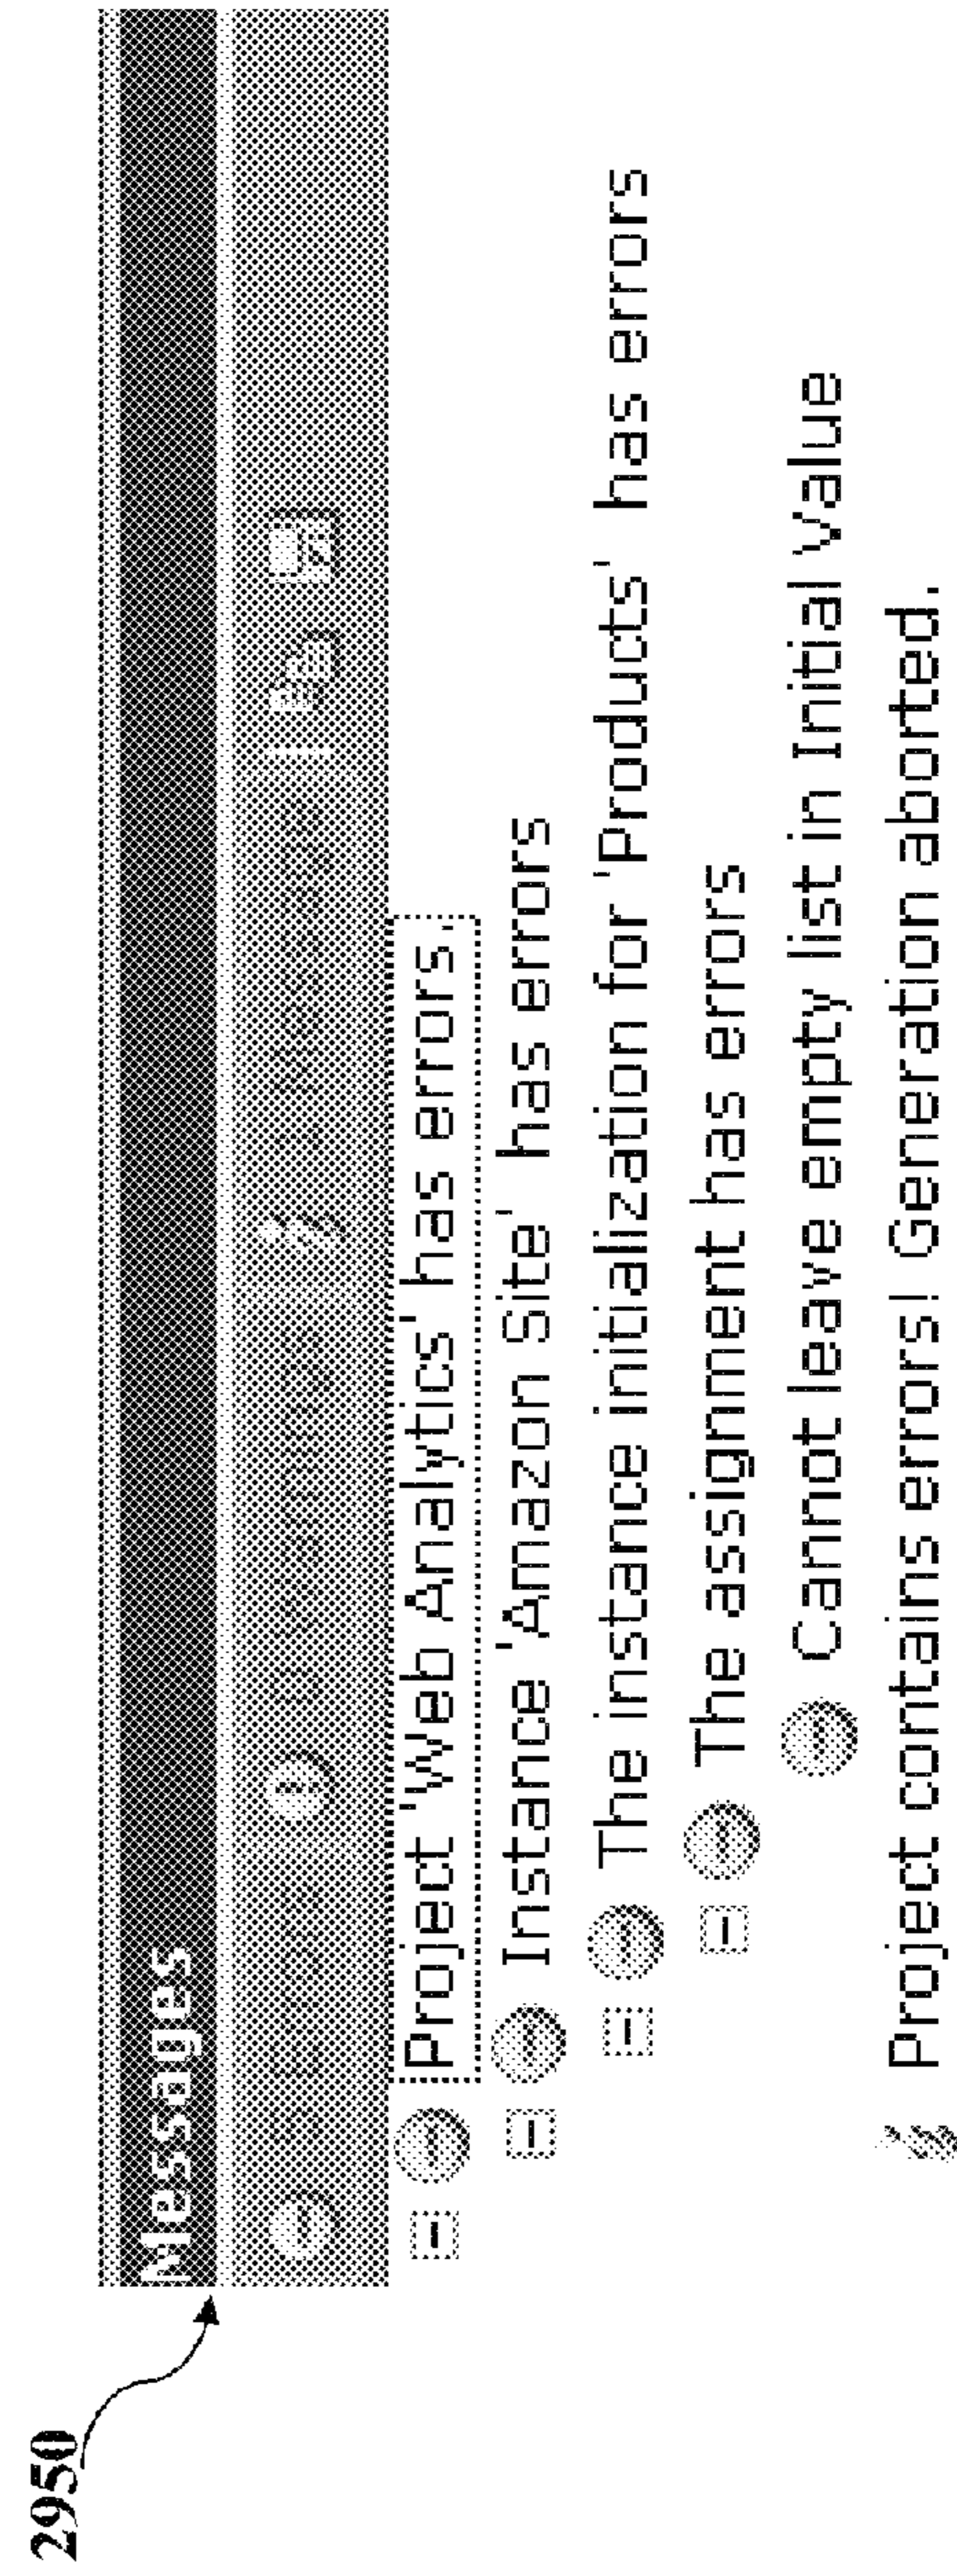 2950
Messages
Project 'Web Analytics' has errors.
Instance 'Amazon Site' has errors
The instance initialization for 'Products' has errors
The assignment has errors
Cannot leave empty list in Initial Value
Project contains errors! Generation aborted.